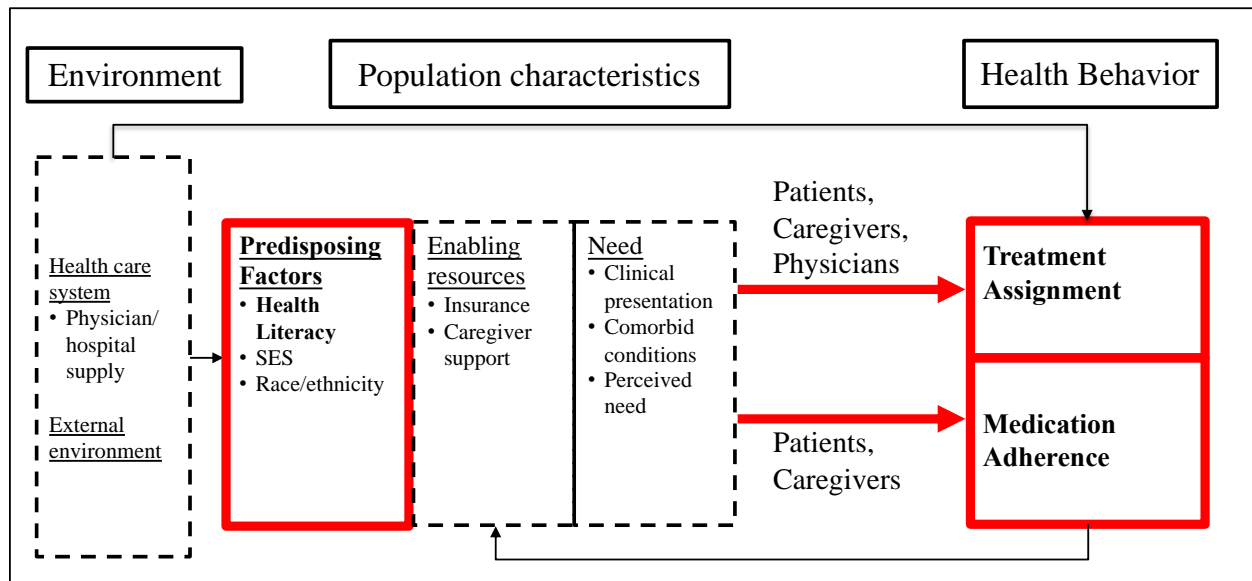 Environment
Population characteristics
Health Behavior
Health care
system
• Physician/
hospital
supply
External
environment
Predisposing
Factors
• Health
Literacy
• SES
• Race/ethnicity
Enabling
resources
• Insurance
• Caregiver
support
Need
• Clinical
presentation
• Comorbid
conditions
• Perceived
need
Patients,
Caregivers,
Physicians
Patients,
Caregivers
Treatment
Assignment
Medication
Adherence